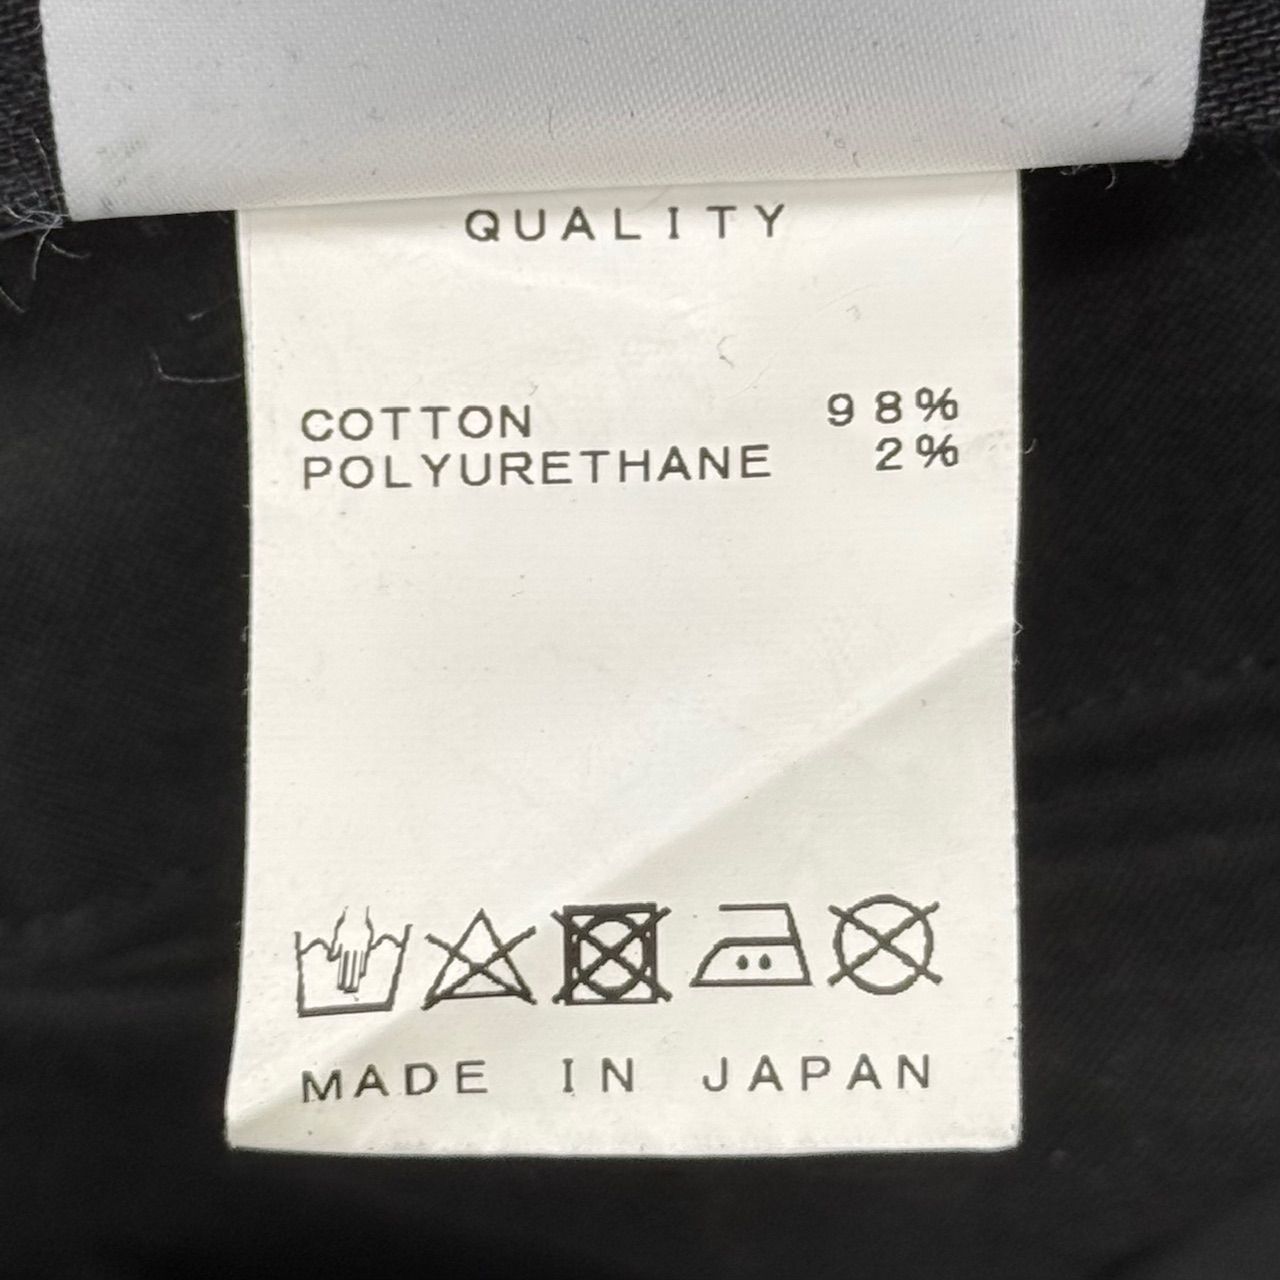 QUALITY
COTTON 98%
POLYURETHANE 2%
MADE IN JAPAN